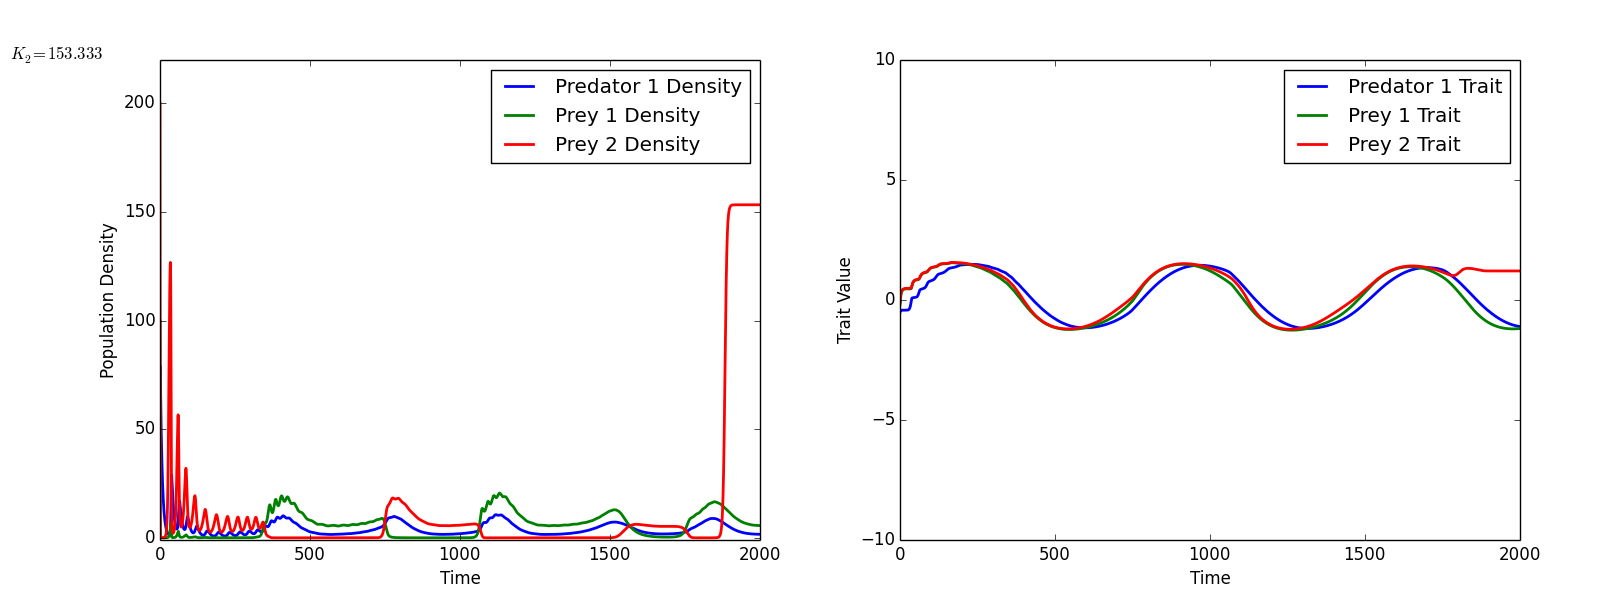 K₂ = 153.333
Population Density
200
150
100
50
0
0 500 1000 1500 2000
Time
Predator 1 Density
Prey 1 Density
Prey 2 Density
Trait Value
10
5
0
−5
−10
0 500 1000 1500 2000
Time
Predator 1 Trait
Prey 1 Trait
Prey 2 Trait